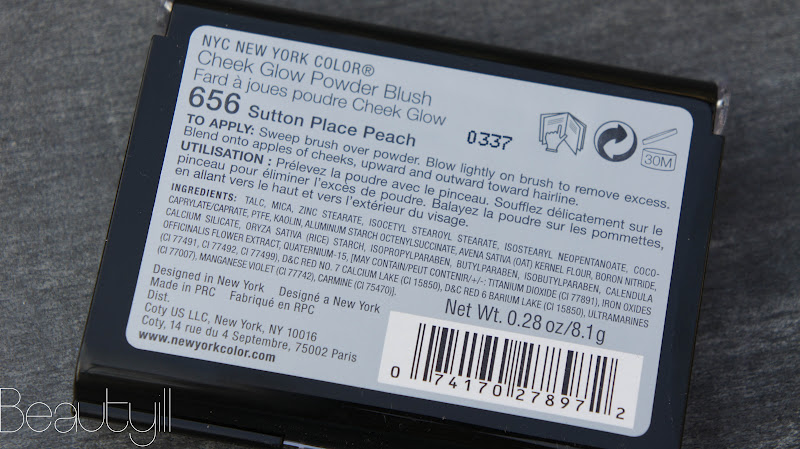 NYC NEW YORK COLOR®
Cheek Glow Powder Blush
Fard à joues poudre Cheek Glow
656 Sutton Place Peach 0337
30M
TO APPLY: Sweep brush over powder. Blow lightly on brush to remove excess.
Blend onto apples of cheeks, upward and outward toward hairline.
UTILISATION : Prélevez la poudre avec le pinceau. Soufflez délicatement sur le
pinceau pour éliminer l'excès de poudre. Balayez la poudre sur les pommettes,
en allant vers le haut et vers l'extérieur du visage.
INGREDIENTS: TALC, MICA, ZINC STEARATE, ISOCETYL STEAROYL STEARATE, ISOSTEARYL NEOPENTANOATE, COCO-
CAPRYLATE/CAPRATE, PTFE, KAOLIN, ALUMINUM STARCH OCTENYLSUCCINATE, AVENA SATIVA (OAT) KERNEL FLOUR, BORON NITRIDE,
CALCIUM SILICATE, ORYZA SATIVA (RICE) STARCH, ISOPROPYLPARABEN, BUTYLPARABEN, ISOBUTYLPARABEN, CALENDULA
OFFICINALIS FLOWER EXTRACT, QUATERNIUM-15, [MAY CONTAIN/PEUT CONTENIR/+/-: TITANIUM DIOXIDE (CI 77891), IRON OXIDES
(CI 77491, CI 77492, CI 77499), D&C RED NO. 7 CALCIUM LAKE (CI 15850), D&C RED 6 BARIUM LAKE (CI 15850), ULTRAMARINES
(CI 77007), MANGANESE VIOLET (CI 77742), CARMINE (CI 75470)].
Designed in New York Designé a New York
Made in PRC Fabriqué en RPC
Dist.
Coty US LLC, New York, NY 10016
Coty, 14 rue du 4 Septembre, 75002 Paris
www.newyorkcolor.com
Net Wt. 0.28 oz/8.1g
0 74170 27897 2
Beautyill